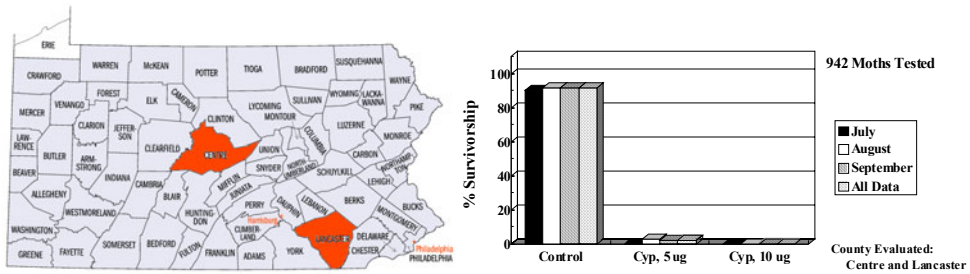 ERIE
CRAWFORD
WARREN
McKEAN
POTTER
TIOGA
BRADFORD
SUSQUEHANNA
WAYNE
FOREST
ELK
CAMERON
SULLIVAN
WYOMING
LACKA-
WANNA
PIKE
MERCER
VENANGO
CLINTON
LYCOMING
MONTOUR
CLARION
JEFFER-
SON
LUZERNE
COLUMBIA
MONROE
LAW-
RENCE
BUTLER
CLEARFIELD
CENTRE
UNION
CARBON
NORTHAMP-
TON
ARM-
STRONG
SNYDER
NORTH
UMBERLAND
SCHUYLKILL
LEHIGH
BEAVER
INDIANA
CAMBRIA
BLAIR
MIFFLIN
JUNIATA
ALLEGHENY
HUNTING-
DON
PERRY
DAUPHIN
LEBANON
BERKS
BUCKS
MONTGOMERY
WESTMORELAND
Harrisburg
CUMBER-
LAND
LANCASTER
WASHINGTON
SOMERSET
BEDFORD
FULTON
FRANKLIN
ADAMS
YORK
CHESTER
DELAWARE
Philadelphia
PHILADELPHIA
GREENE
FAYETTE
% Survivorship
100
80
60
40
20
0
Control
Cyp, 5 ug
Cyp, 10 ug
942 Moths Tested
July
August
September
All Data
County Evaluated:
Centre and Lancaster